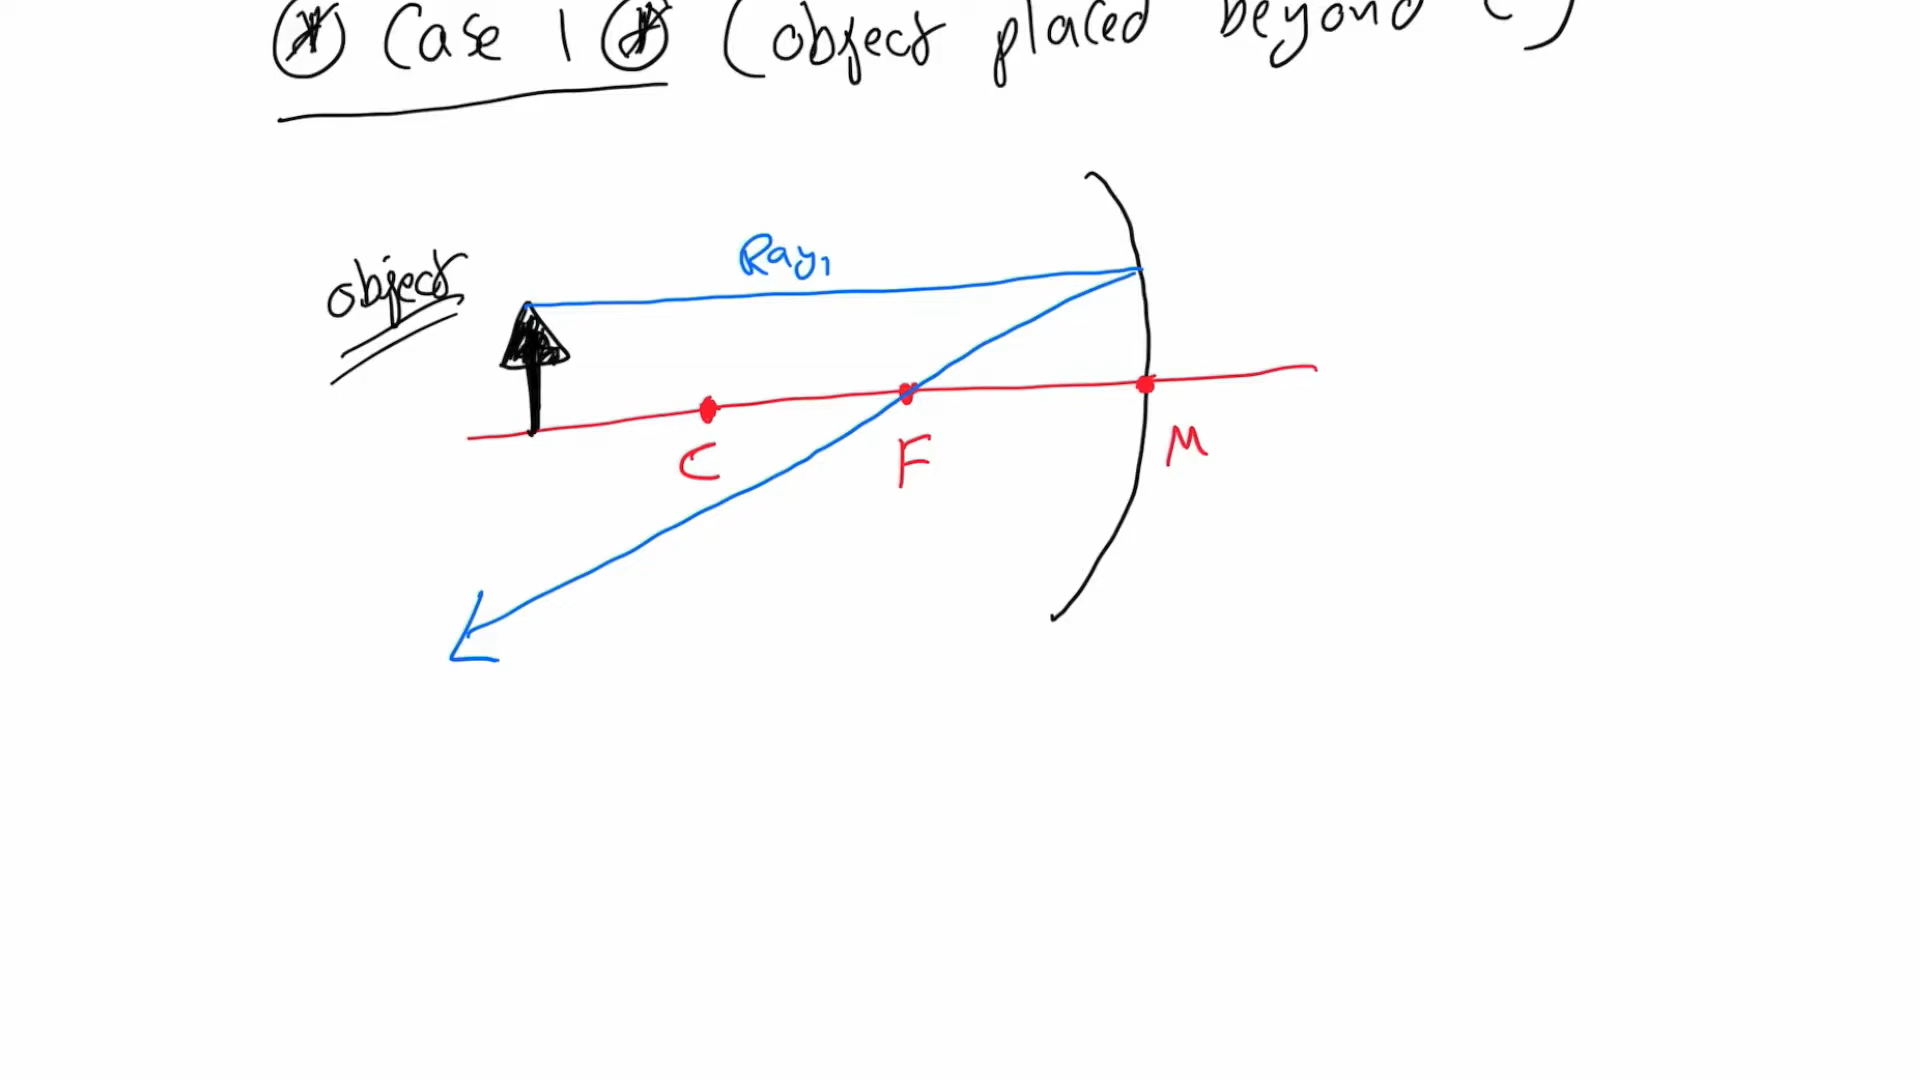 * Case 1 * (object placed beyond C)
Ray1
object
C
F
M